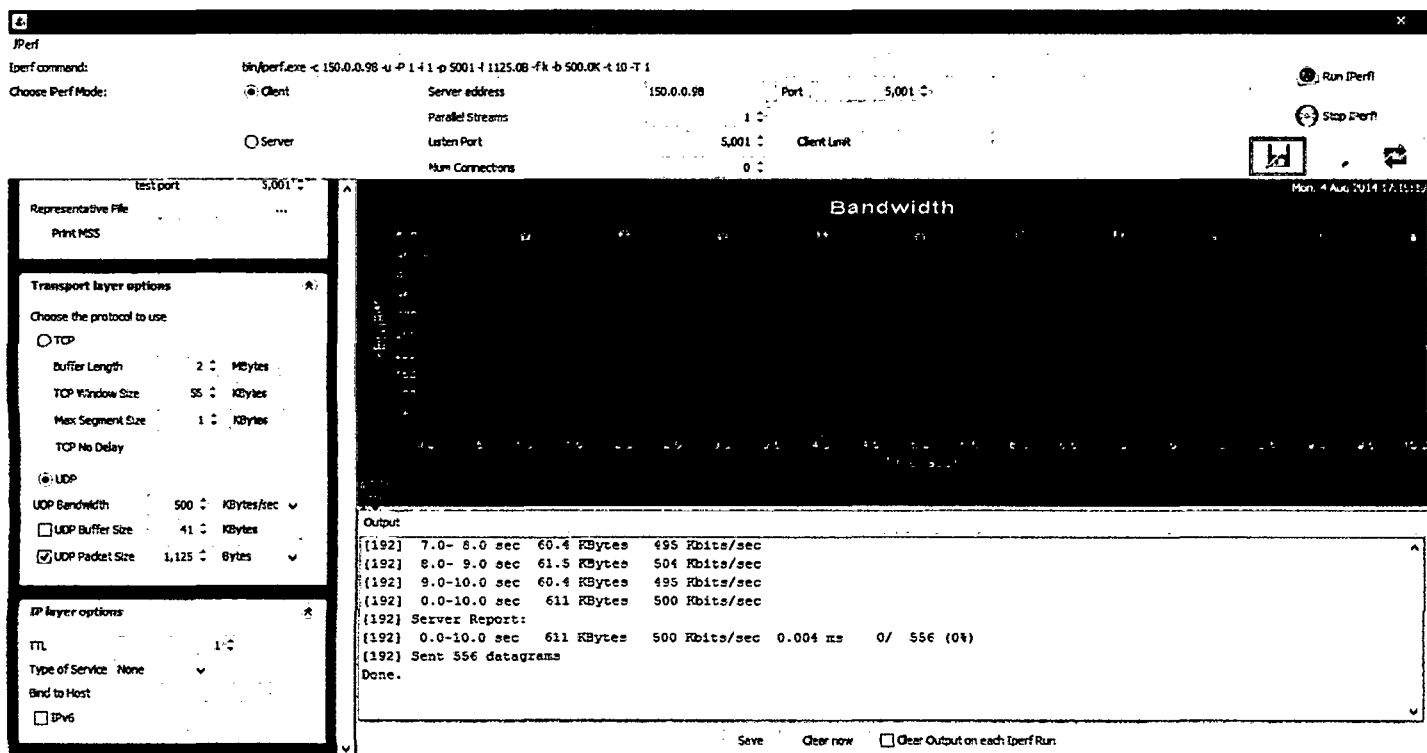 JPerf
Iperf command: bin/iperf.exe -c 150.0.0.98 -u -P 1 -i 1 -p 5001 -l 1125.0B -f k -b 500.0K -t 10 -T 1
Choose iPerf Mode: Client Server address 150.0.0.98 Port 5,001
Parallel Streams 1
Server Listen Port 5,001 Client Limit
Num Connections 0
Run IPerf!
Stop IPerf!
test port 5,001
Representative File ...
Print MSS
Transport layer options
Choose the protocol to use
TCP
Buffer Length 2 MBytes
TCP Window Size 55 KBytes
Max Segment Size 1 KBytes
TCP No Delay
UDP
UDP Bandwidth 500 KBytes/sec
UDP Buffer Size 41 KBytes
UDP Packet Size 1,125 Bytes
IP layer options
TTL 1
Type of Service None
Bind to Host
IPv6
Mon, 4 Aug 2014
Bandwidth
Output
[192] 7.0- 8.0 sec 60.4 KBytes 495 Kbits/sec
[192] 8.0- 9.0 sec 61.5 KBytes 504 Kbits/sec
[192] 9.0-10.0 sec 60.4 KBytes 495 Kbits/sec
[192] 0.0-10.0 sec 611 KBytes 500 Kbits/sec
[192] Server Report:
[192] 0.0-10.0 sec 611 KBytes 500 Kbits/sec 0.004 ms 0/ 556 (0%)
[192] Sent 556 datagrams
Done.
Save Clear now Clear Output on each Iperf Run